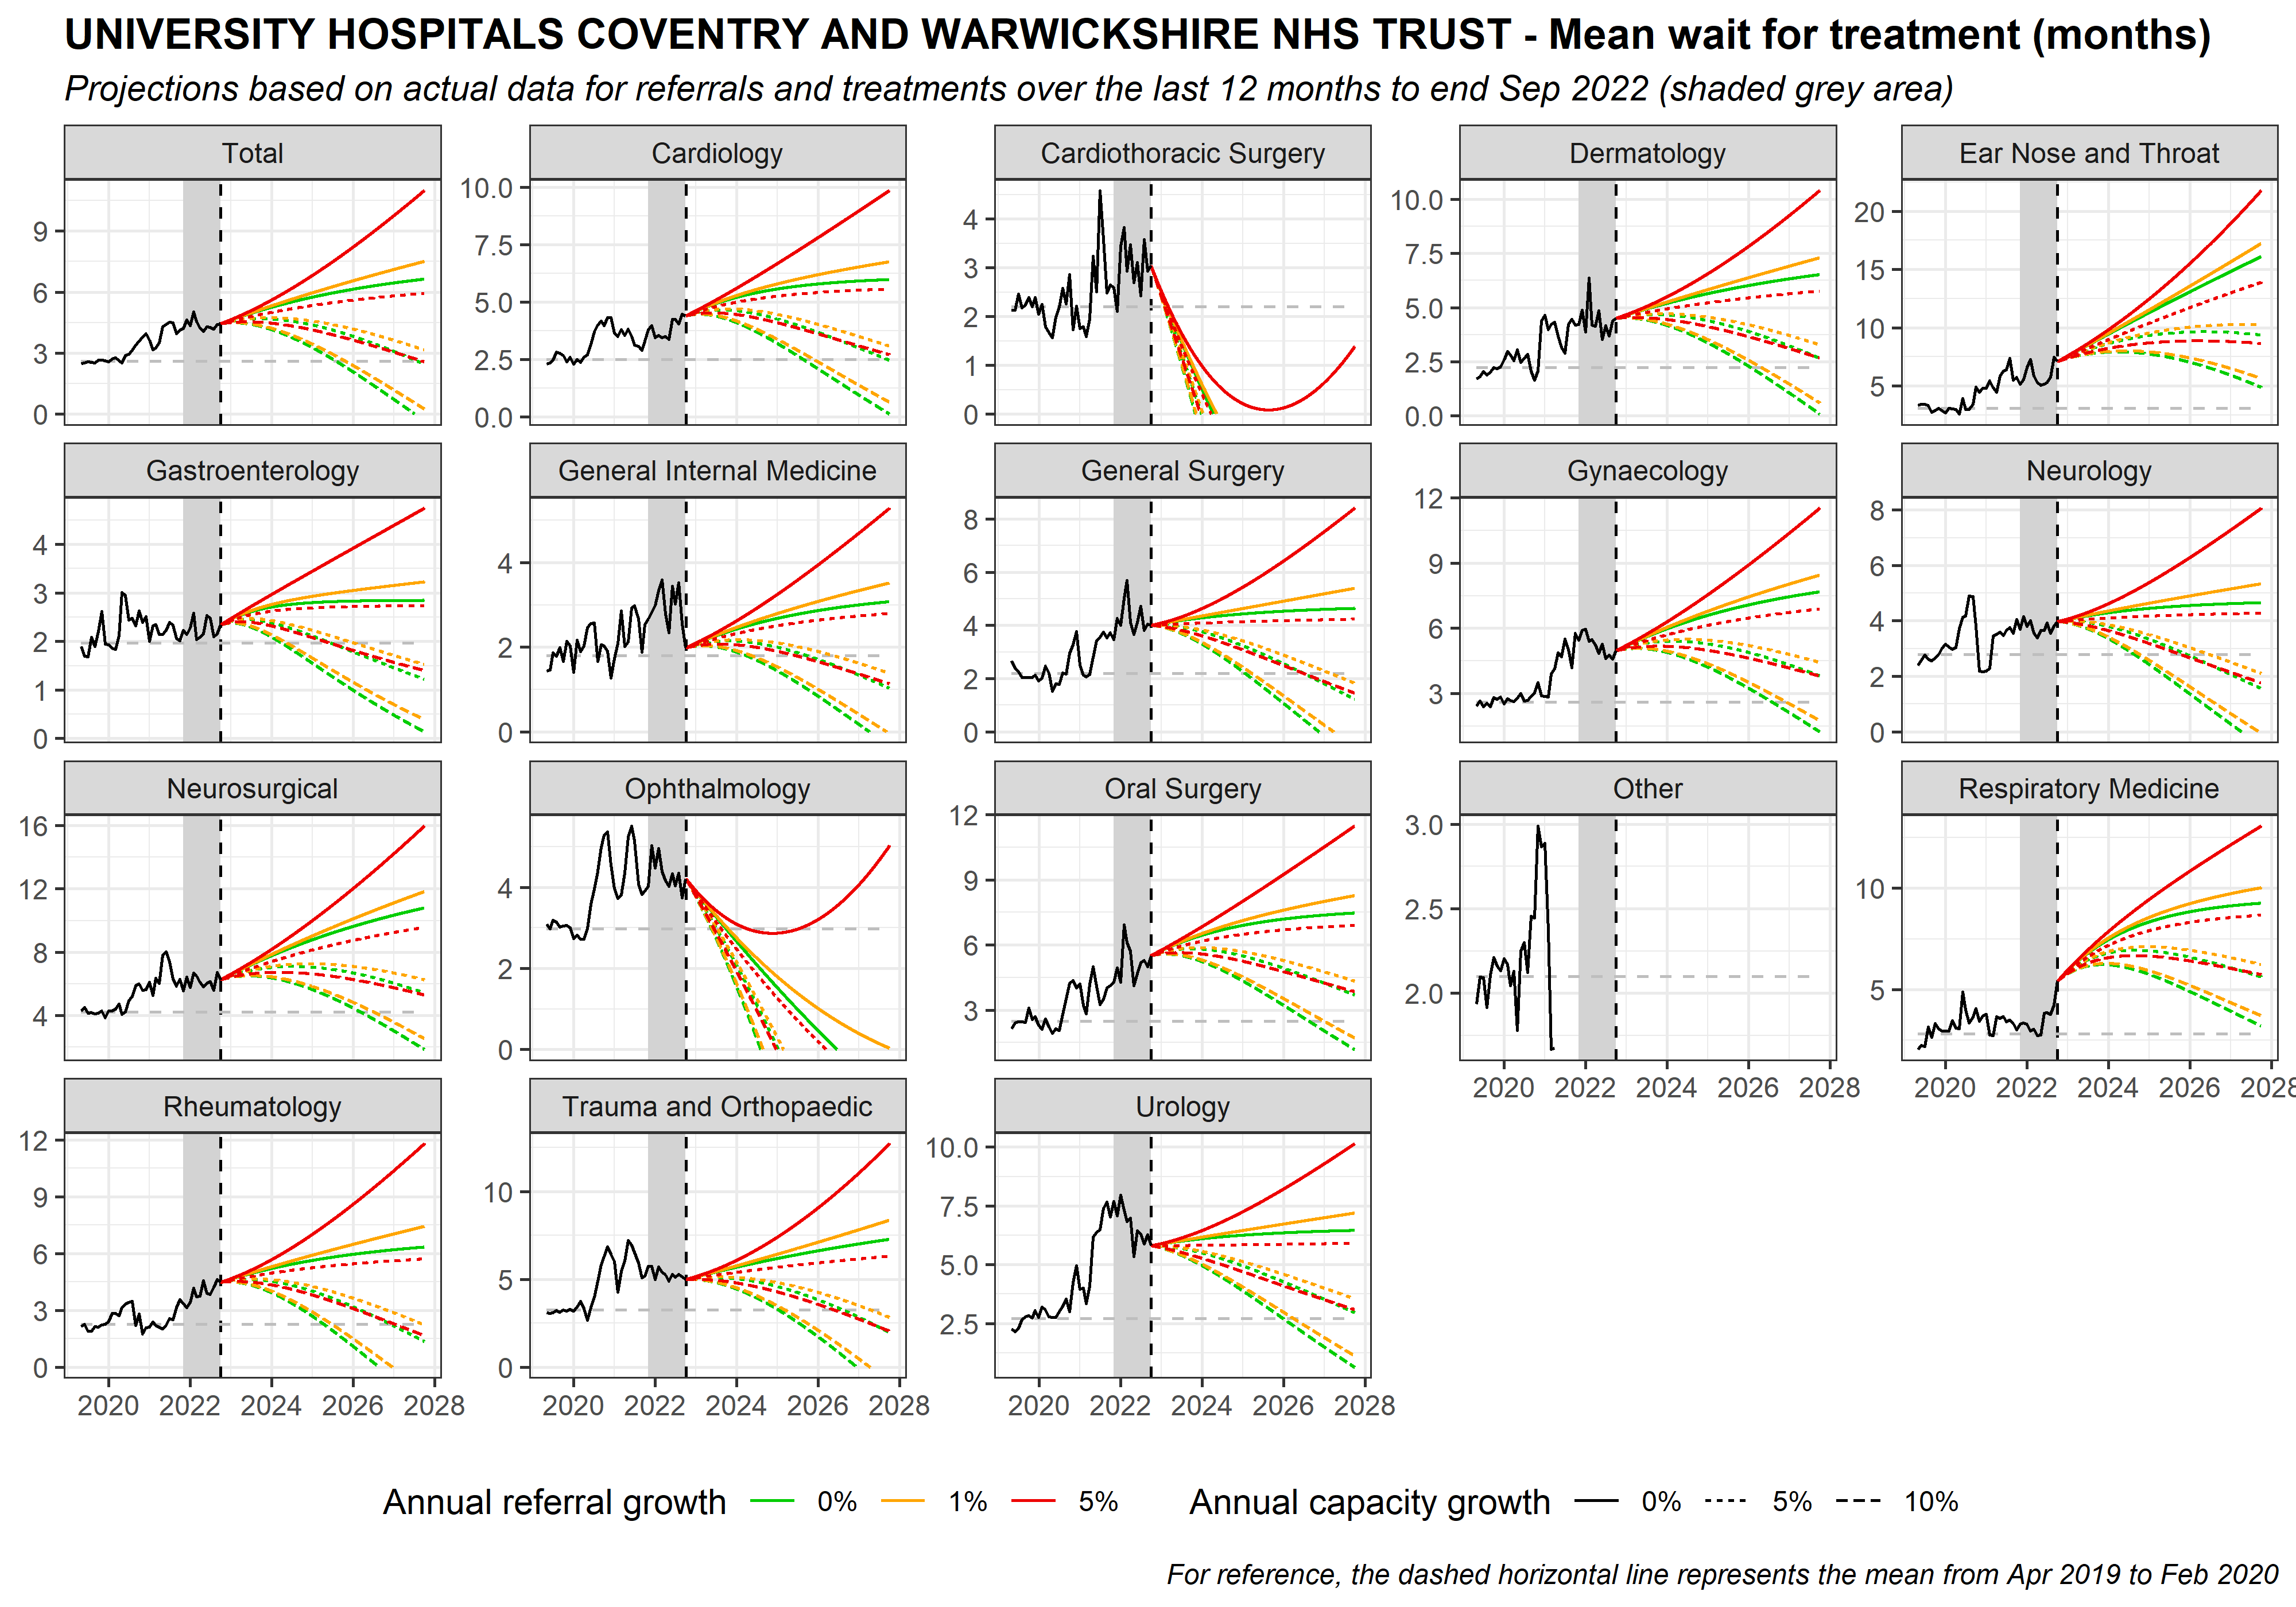 UNIVERSITY HOSPITALS COVENTRY AND WARWICKSHIRE NHS TRUST - Mean wait for treatment (months)
Projections based on actual data for referrals and treatments over the last 12 months to end Sep 2022 (shaded grey area)
Total
Cardiology
Cardiothoracic Surgery
Dermatology
Ear Nose and Throat
9
6
3
0
10.0
7.5
5.0
2.5
0.0
4
3
2
1
0
10.0
7.5
5.0
2.5
0.0
20
15
10
5
Gastroenterology
General Internal Medicine
General Surgery
Gynaecology
Neurology
4
3
2
1
0
4
2
0
8
6
4
2
0
12
9
6
3
8
6
4
2
0
Neurosurgical
Ophthalmology
Oral Surgery
Other
Respiratory Medicine
16
12
8
4
4
2
0
12
9
6
3
3.0
2.5
2.0
10
5
2020 2022 2024 2026 2028
2020 2022 2024 2026 2028
Rheumatology
Trauma and Orthopaedic
Urology
12
9
6
3
0
10
5
0
10.0
7.5
5.0
2.5
2020 2022 2024 2026 2028
2020 2022 2024 2026 2028
2020 2022 2024 2026 2028
Annual referral growth 0% 1% 5% Annual capacity growth 0% 5% 10%
For reference, the dashed horizontal line represents the mean from Apr 2019 to Feb 2020